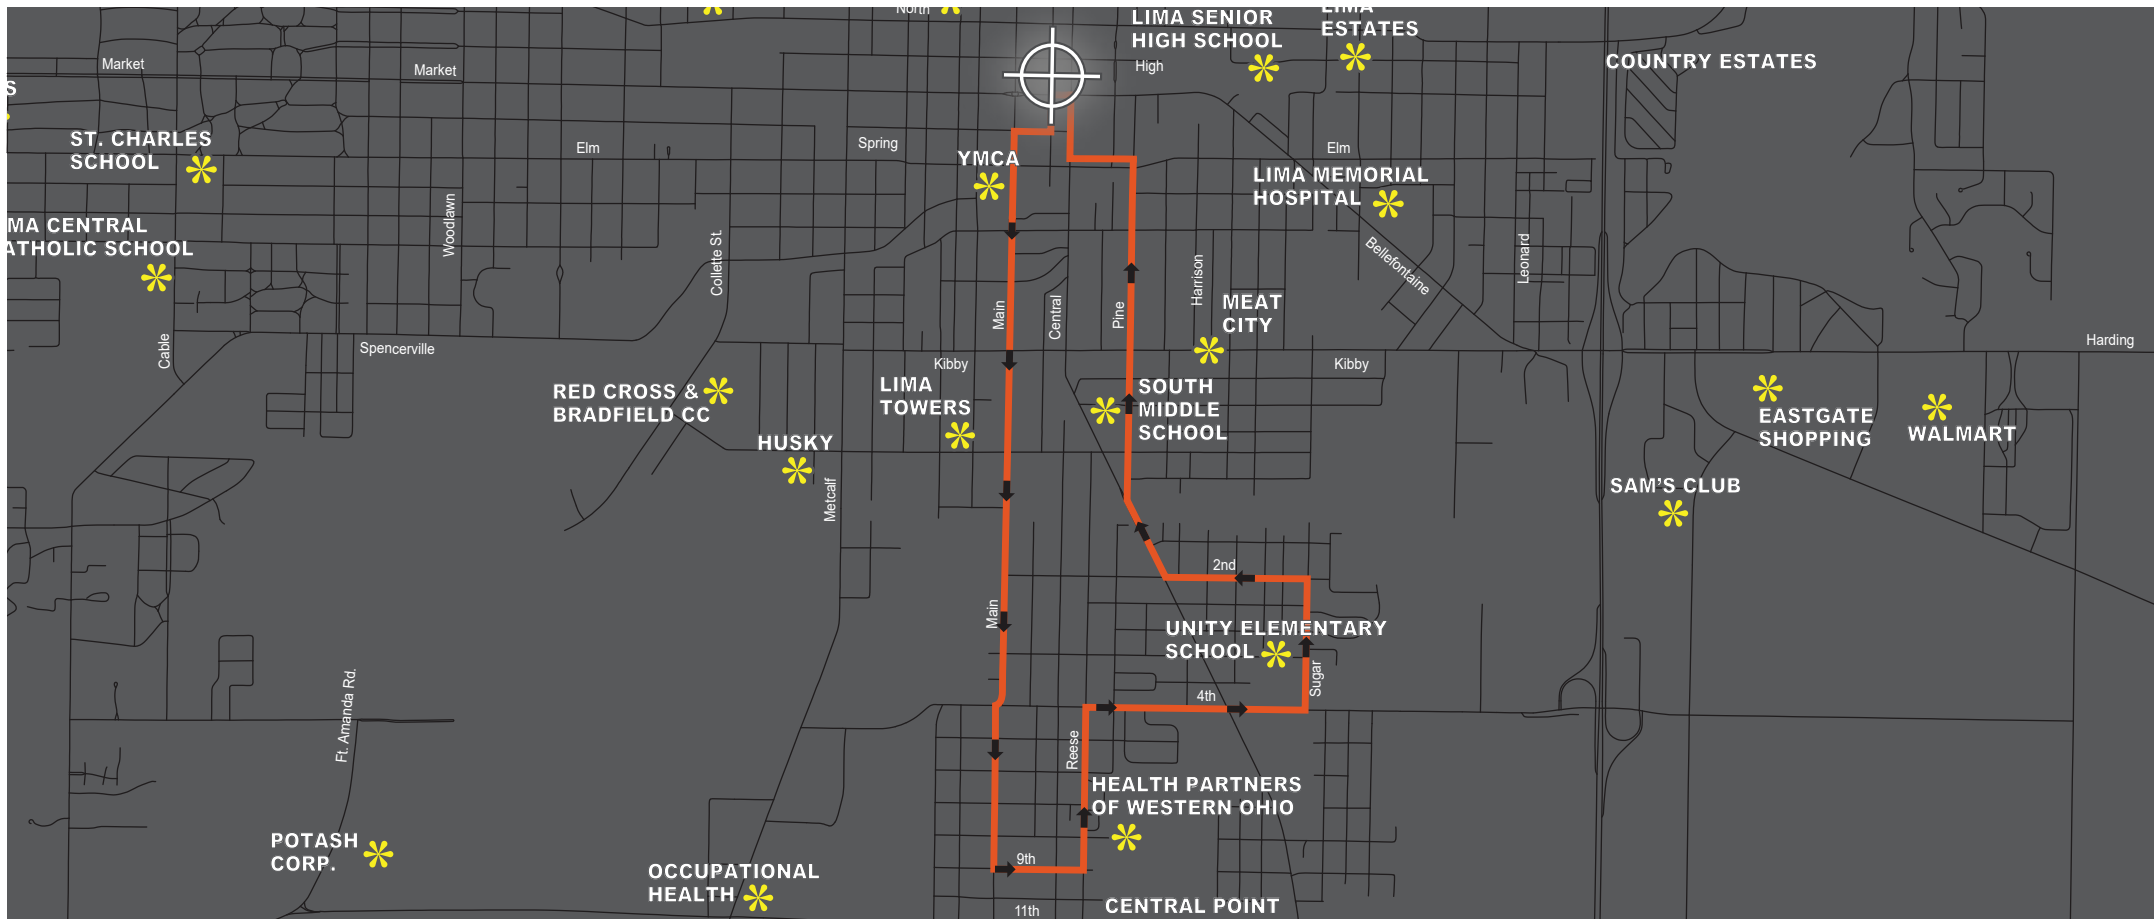 North
LIMA SENIOR
HIGH SCHOOL
LIMA
ESTATES
COUNTRY ESTATES
Market
Market
High
S
ST. CHARLES
SCHOOL
Elm
Spring
YMCA
Elm
LIMA MEMORIAL
HOSPITAL
MA CENTRAL
ATHOLIC SCHOOL
Woodlawn
Collette St.
Bellefontaine
Leonard
Harrison
MEAT
CITY
Main
Central
Pine
Cable
Spencerville
Kibby
Kibby
Harding
RED CROSS &
BRADFIELD CC
LIMA
TOWERS
SOUTH
MIDDLE
SCHOOL
EASTGATE
SHOPPING
WALMART
HUSKY
Metcalf
SAM'S CLUB
2nd
Main
UNITY ELEMENTARY
SCHOOL
Sugar
4th
Ft. Amanda Rd.
Reese
HEALTH PARTNERS
OF WESTERN OHIO
POTASH
CORP.
9th
OCCUPATIONAL
HEALTH
11th
CENTRAL POINT